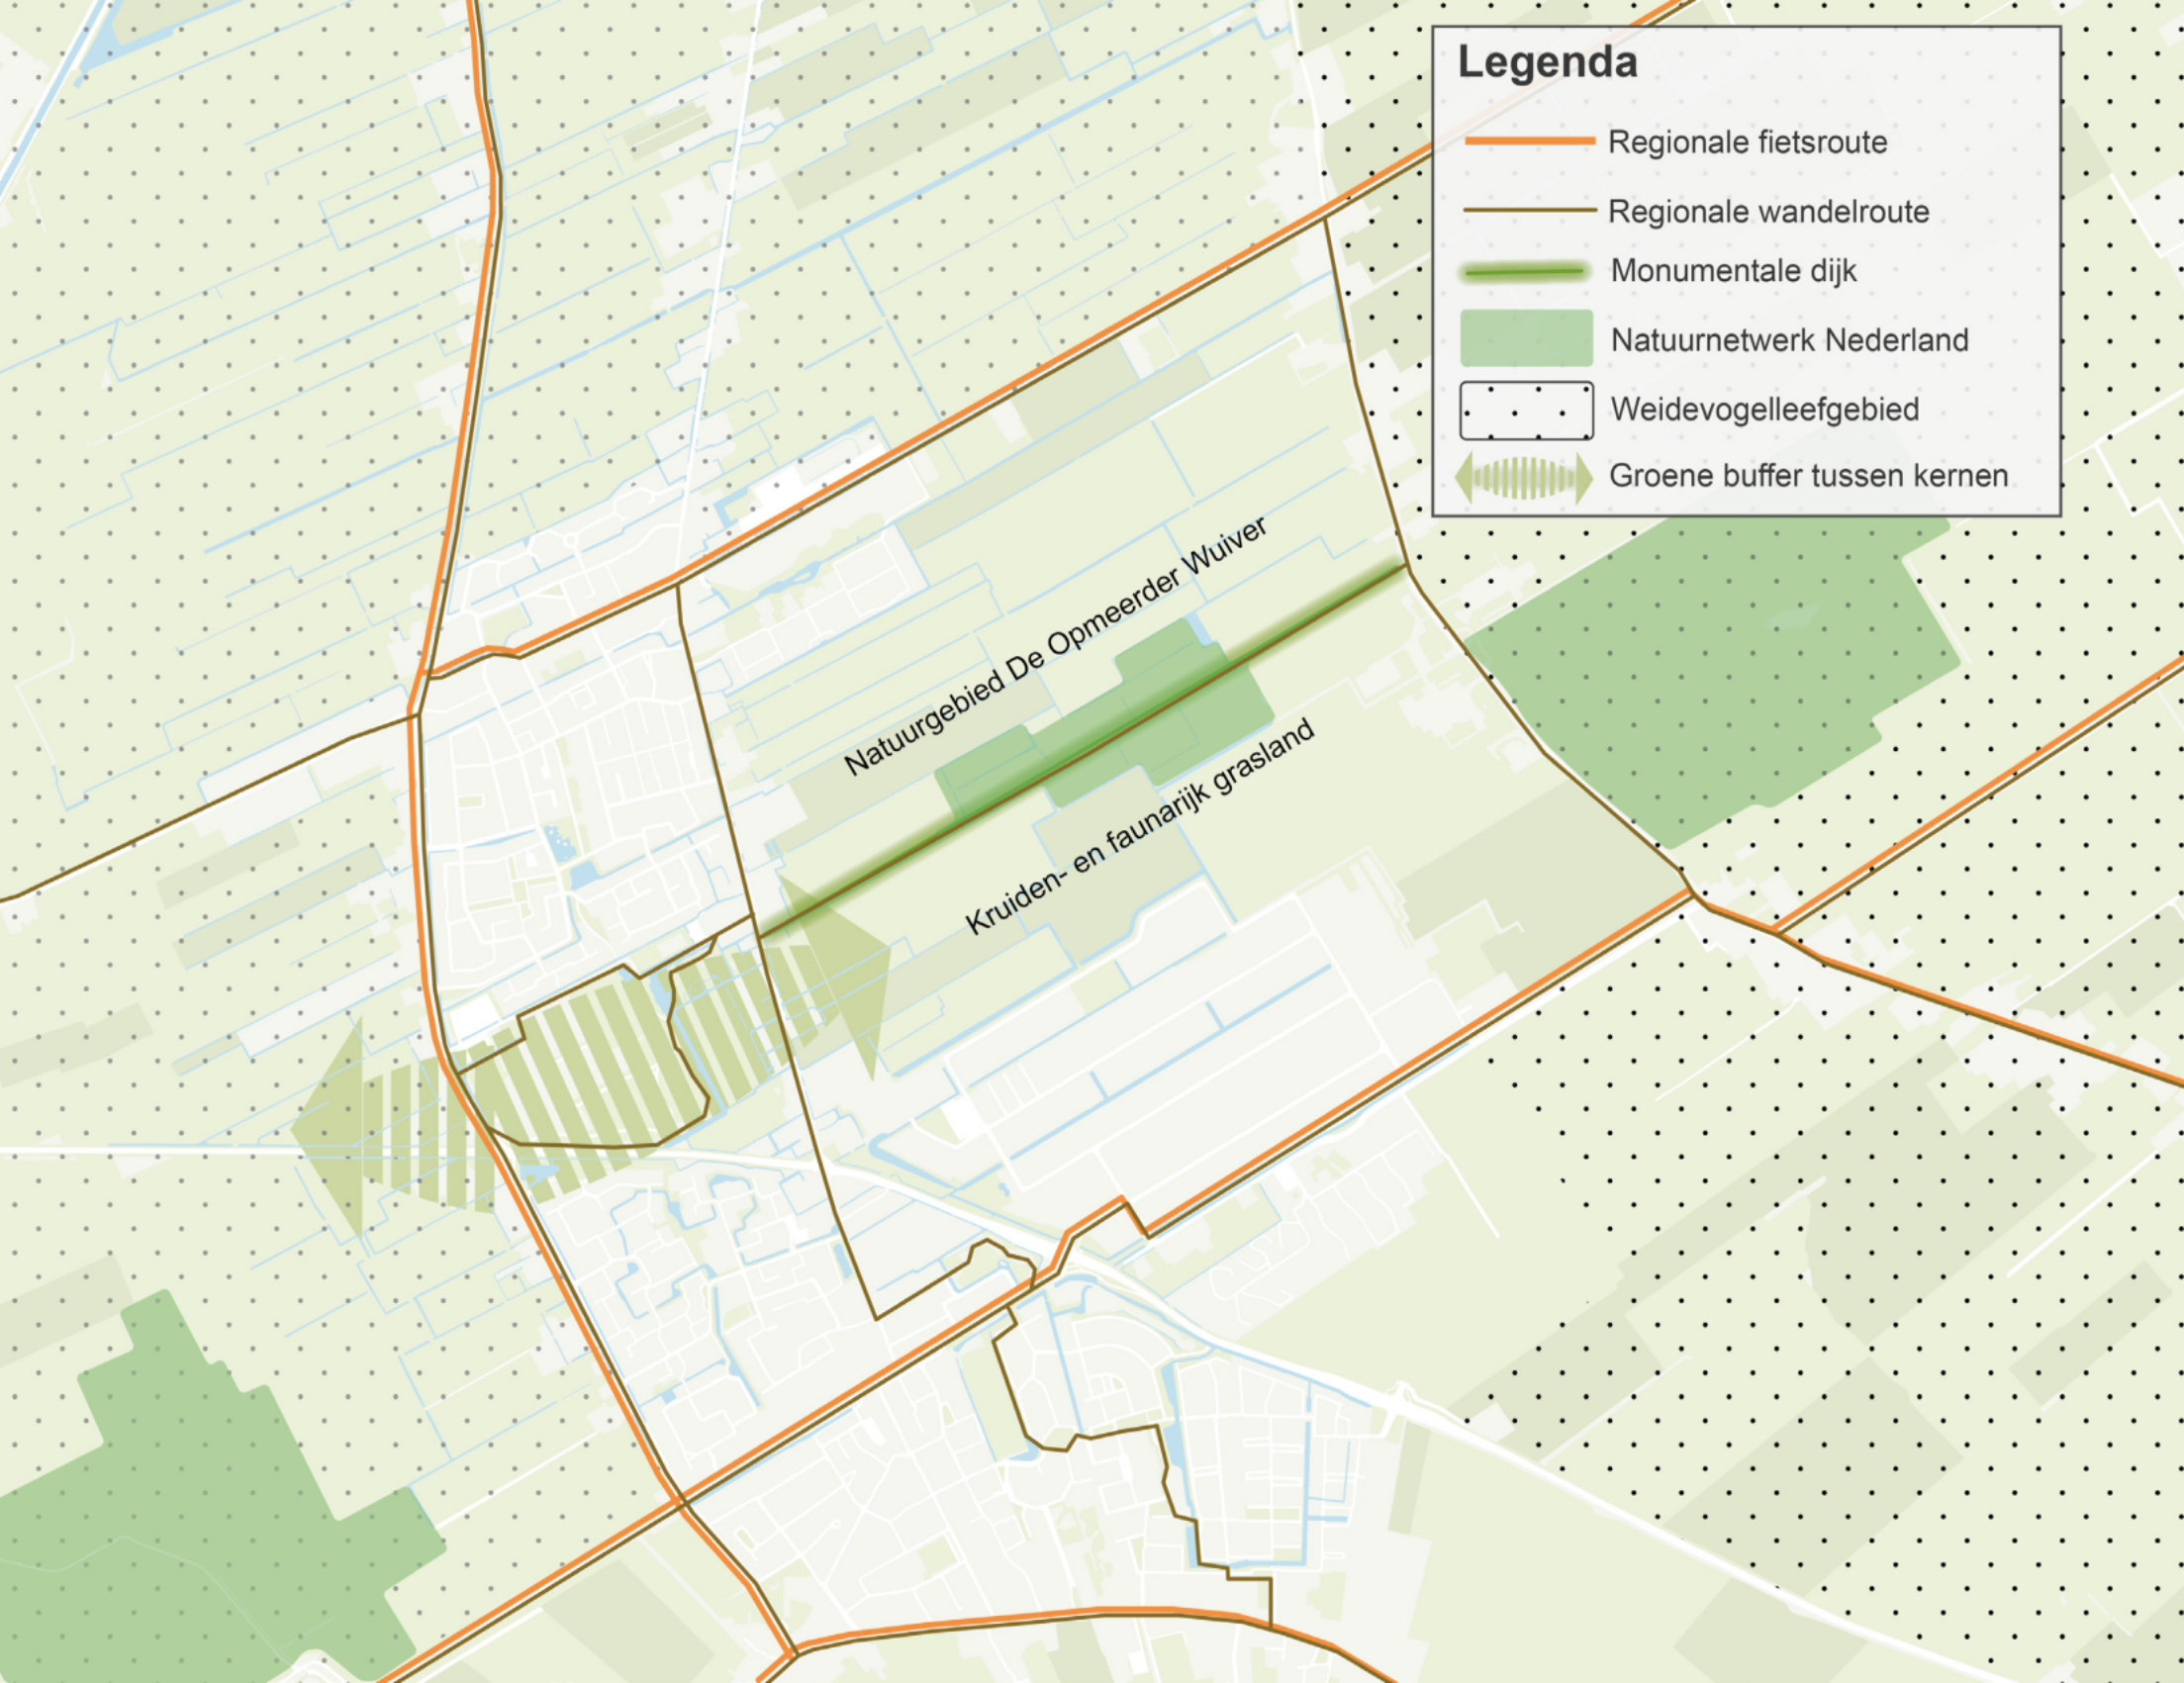 Legenda
Regionale fietsroute
Regionale wandelroute
Monumentale dijk
Natuurnetwerk Nederland
Weidevogelleefgebied
Groene buffer tussen kernen
Natuurgebied De Opmeerder Wuiver
Kruiden- en faunarijk grasland